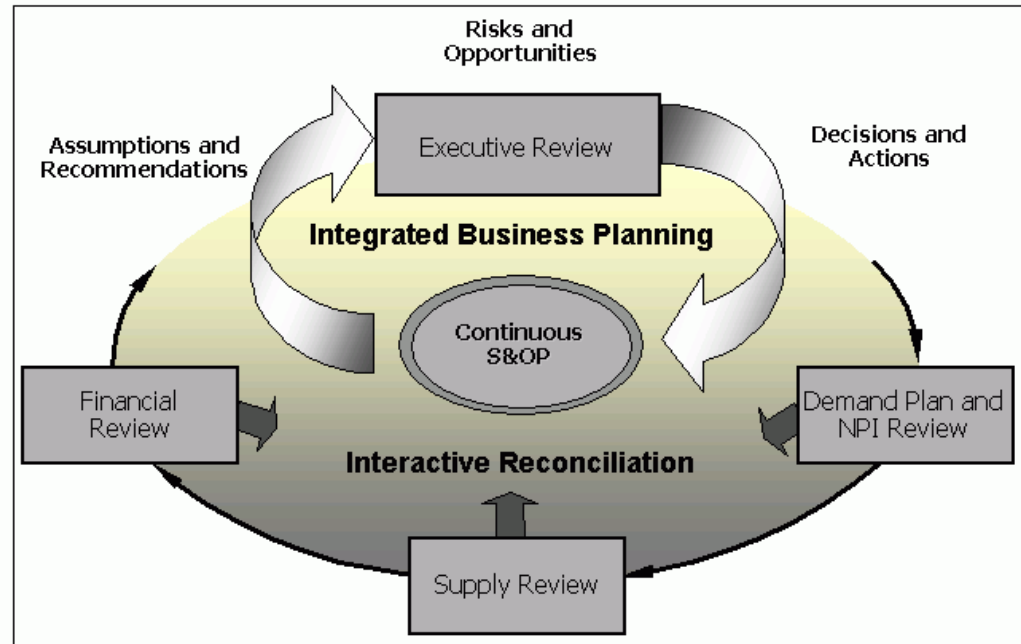 Risks and
Opportunities
Assumptions and
Recommendations
Executive Review
Decisions and
Actions
Integrated Business Planning
Continuous
S&OP
Financial
Review
Demand Plan and
NPI Review
Interactive Reconciliation
Supply Review